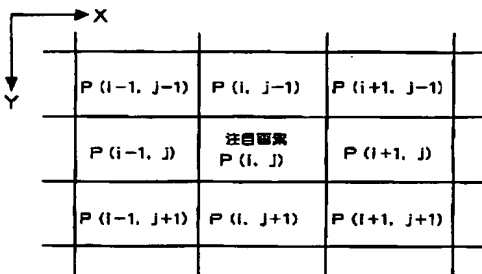 X
Y
P (i−1, j−1) P (i, j−1) P (i+1, j−1)
注目画素
P (i−1, j) P (i, j) P (i+1, j)
P (i−1, j+1) P (i, j+1) P (i+1, j+1)